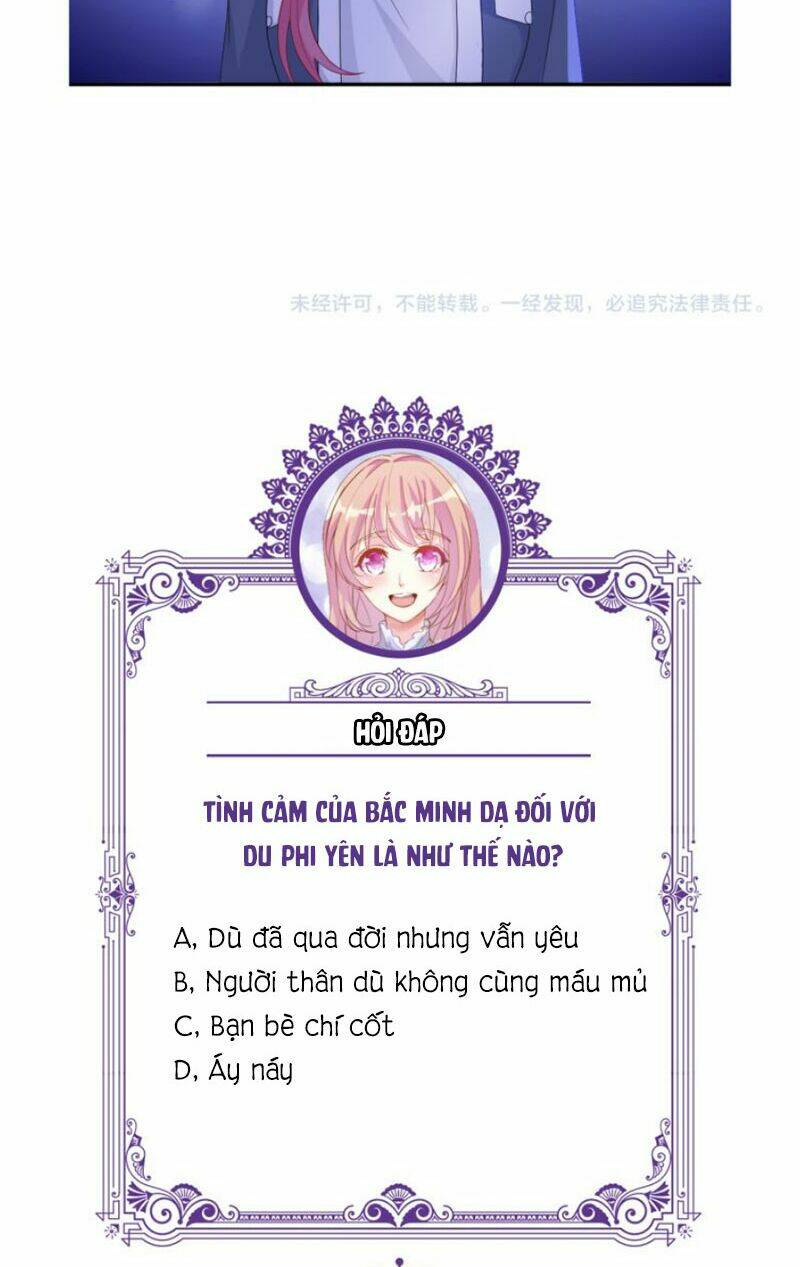 未经许可，不能转载。一经发现，必追究法律责任。
HỎI ĐÁP
TÌNH CẢM CỦA BẮC MINH DẠ ĐỐI VỚI
DU PHI YÊN LÀ NHƯ THẾ NÀO?
A, Dù đã qua đời nhưng vẫn yêu
B, Người thân dù không cùng máu mủ
C, Bạn bè chí cốt
D, Áy náy